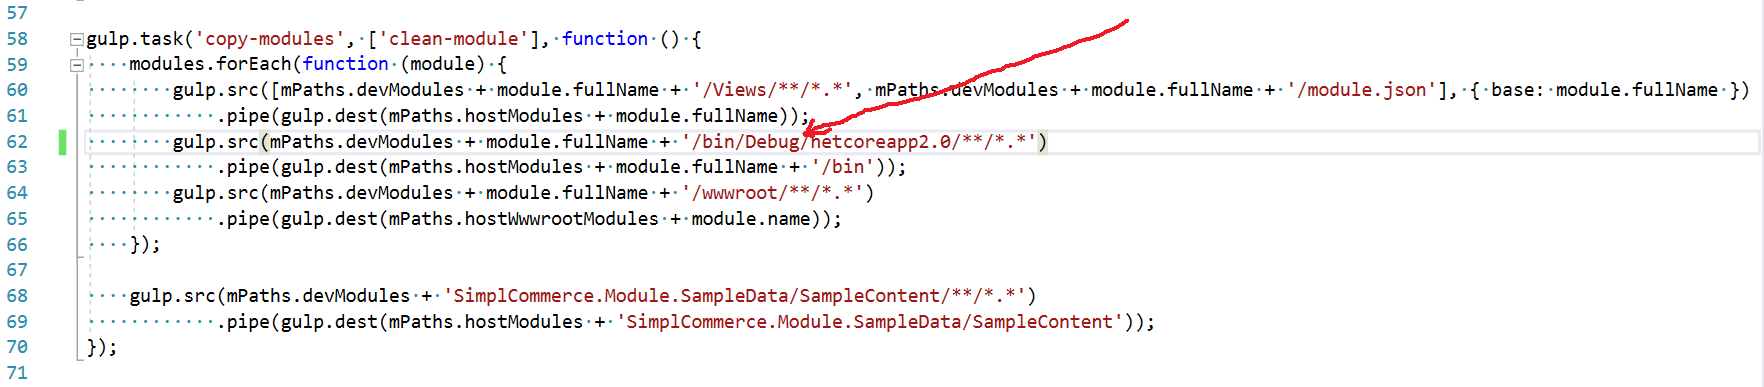 57
58 gulp.task('copy-modules', ['clean-module'], function () {
59 modules.forEach(function (module) {
60 gulp.src([mPaths.devModules + module.fullName + '/Views/**/*.*', mPaths.devModules + module.fullName + '/module.json'], { base: module.fullName })
61 .pipe(gulp.dest(mPaths.hostModules + module.fullName));
62 gulp.src(mPaths.devModules + module.fullName + '/bin/Debug/netcoreapp2.0/**/*.*')
63 .pipe(gulp.dest(mPaths.hostModules + module.fullName + '/bin'));
64 gulp.src(mPaths.devModules + module.fullName + '/wwwroot/**/*.*')
65 .pipe(gulp.dest(mPaths.hostWwwrootModules + module.name));
66 });
67
68 gulp.src(mPaths.devModules + 'SimplCommerce.Module.SampleData/SampleContent/**/*.*')
69 .pipe(gulp.dest(mPaths.hostModules + 'SimplCommerce.Module.SampleData/SampleContent'));
70 });
71